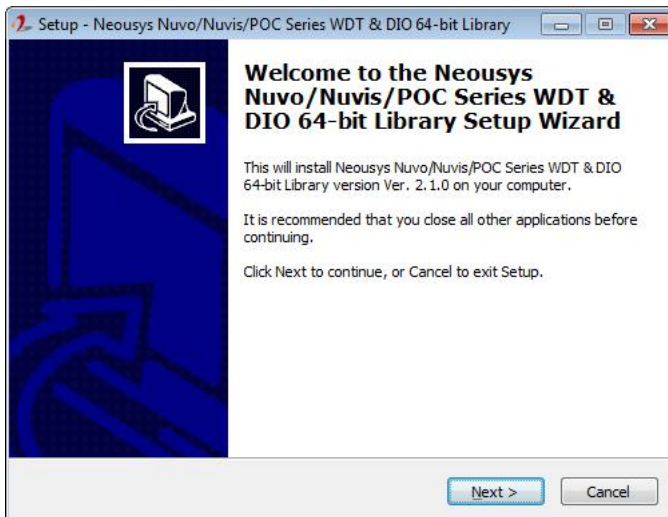 Setup - Neousys Nuvo/Nuvis/POC Series WDT & DIO 64-bit Library
Welcome to the Neousys
Nuvo/Nuvis/POC Series WDT &
DIO 64-bit Library Setup Wizard
This will install Neousys Nuvo/Nuvis/POC Series WDT & DIO
64-bit Library version Ver. 2.1.0 on your computer.
It is recommended that you close all other applications before
continuing.
Click Next to continue, or Cancel to exit Setup.
Next >
Cancel